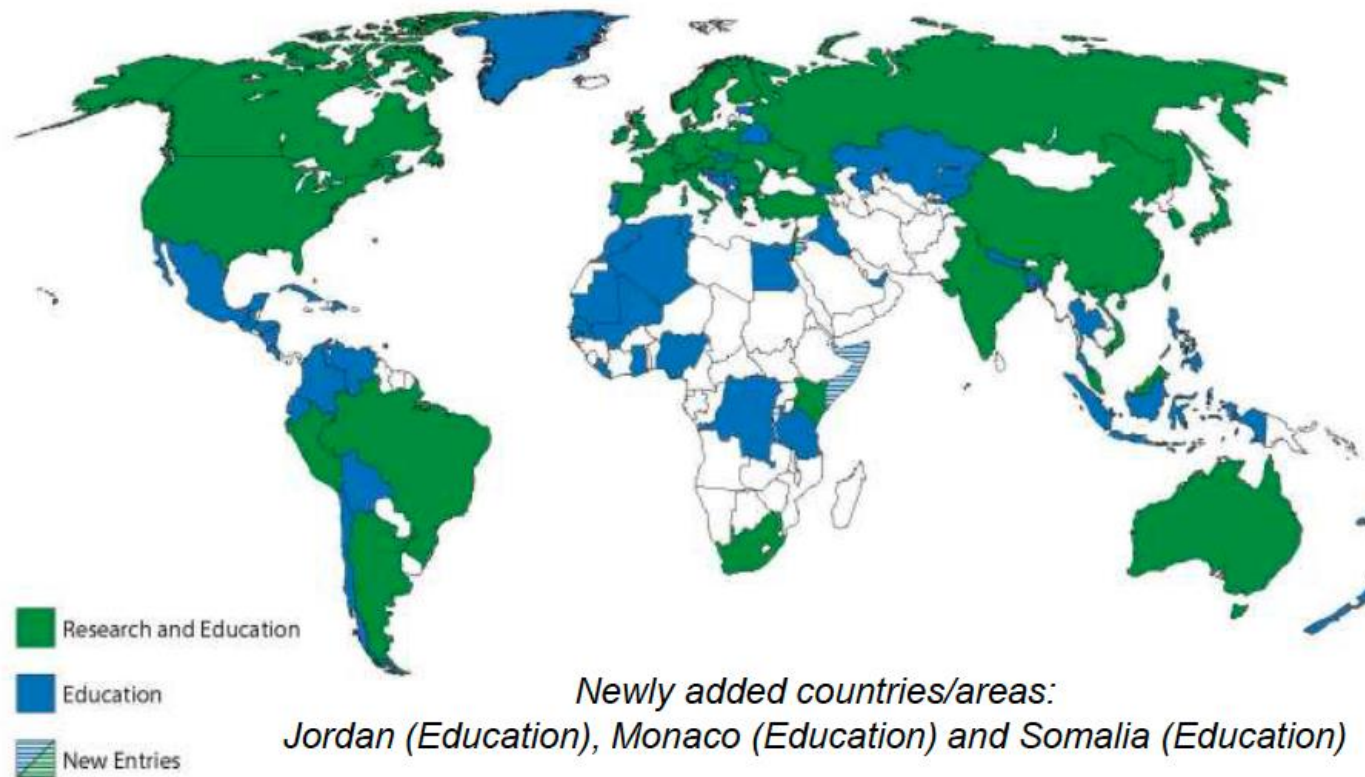 Research and Education
Education
New Entries
Newly added countries/areas:
Jordan (Education), Monaco (Education) and Somalia (Education)